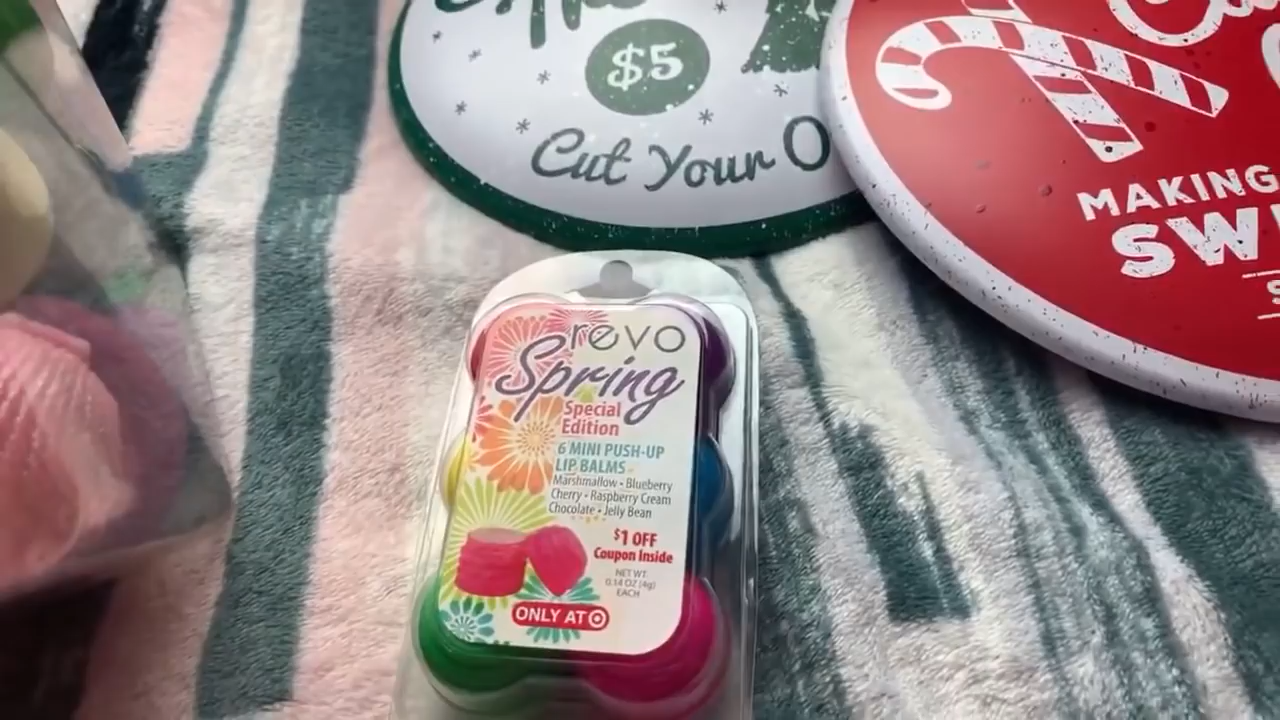 $5
Cut Your
MAKING
revo
Spring
Special
Edition
6 MINI PUSH-UP
LIP BALMS
Marshmallow • Blueberry
Cherry • Raspberry Cream
Chocolate • Jelly Bean
$1 OFF
Coupon Inside
NET WT.
0.14 OZ (4g)
EACH
ONLY AT